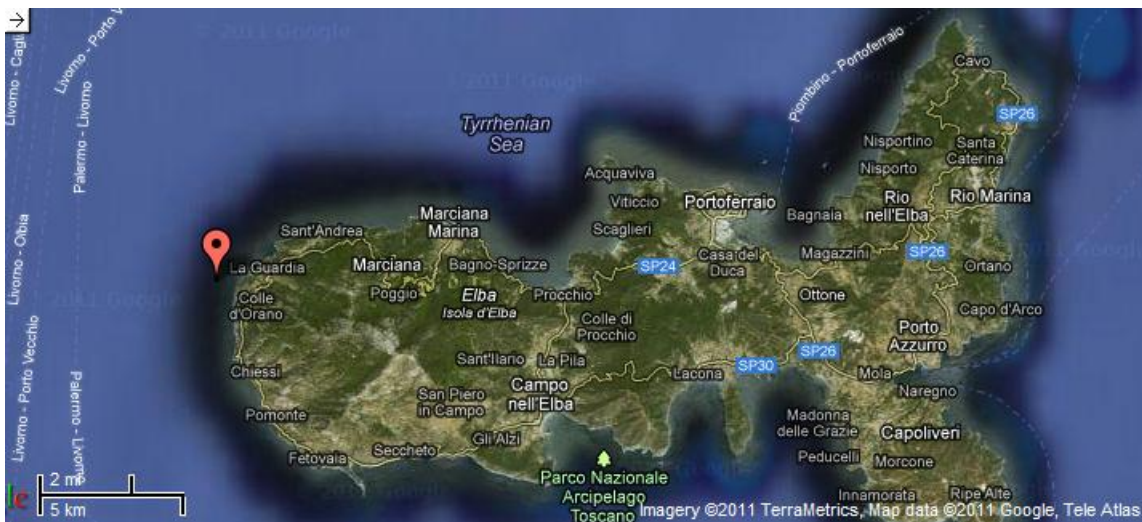 © 2011 Google
2011 Google
Livorno - Cagli
Livorno - Porto V
Palermo - Livorno
Piombino - Portoferraio
Cavo
SP26
Tyrrhenian
Sea
Nisportino
Santa
Caterina
Acquaviva
Nisporto
Viticcio
Portoferraio
Rio
nell'Elba
Rio Marina
Marciana
Marina
Bagnaia
Sant'Andrea
Scaglieri
Livorno - Olbia
La Guardia
Marciana
Bagno-Sprizze
SP24
Casa del
Duca
Magazzini
SP26
Ortano
Colle
d'Orano
Poggio
Elba
Isola d'Elba
Procchio
Ottone
Capo d'Arco
Colle di
Procchio
Porto
Azzurro
Sant'Ilario
La Pila
SP30
SP26
Chiessi
Lacona
Mola
Livorno - Porto Vecchio
Palermo - Livorno
San Piero
in Campo
Campo
nell'Elba
Naregno
Pomonte
Madonna
delle Grazie
Capoliveri
Gli Alzi
Fetovaia
Seccheto
Peducelli
Morcone
2 mi
5 km
Parco Nazionale
Arcipelago
Toscano
Innamorata
Ripe Alte
Imagery ©2011 TerraMetrics, Map data ©2011 Google, Tele Atlas